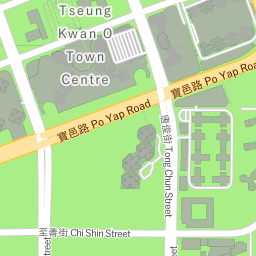 Tseung
Kwan O
Town
Centre
寶邑路 Po Yap Road
寶邑路 Po Yap Roa
唐俊街 Tong Chun Street
至善街 Chi Shin Street